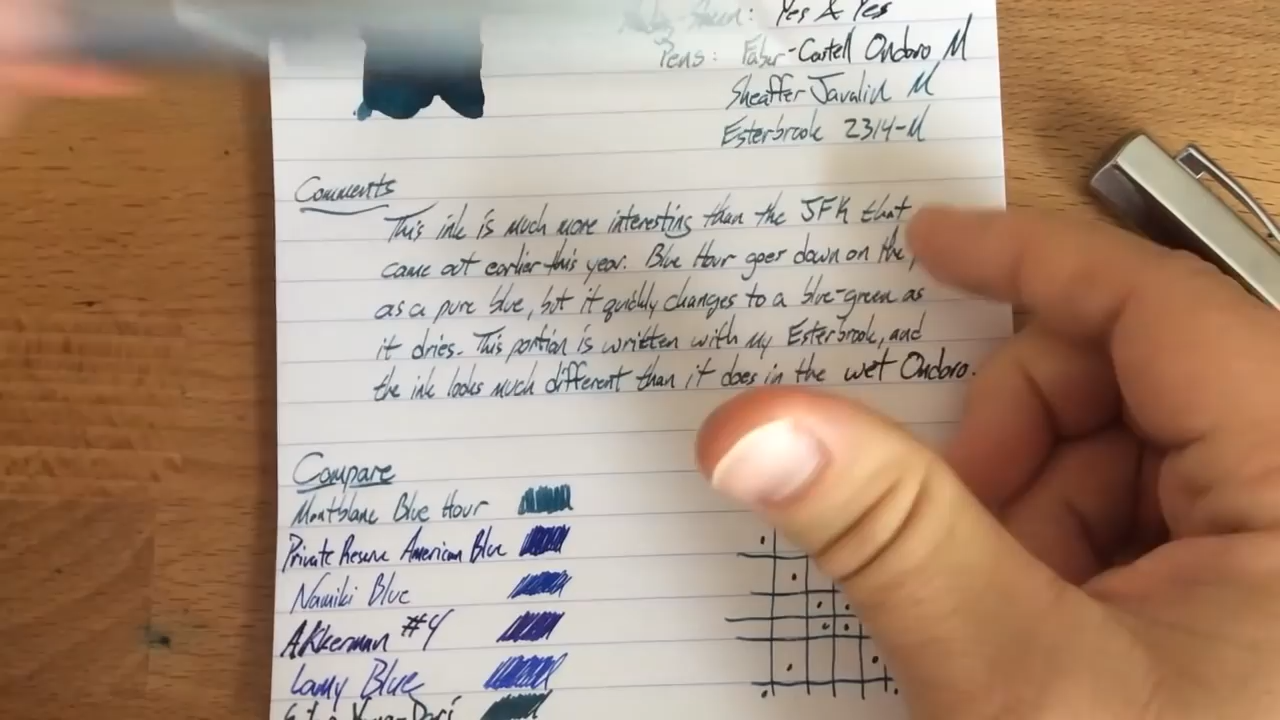 Yes & Yes
Pens: Faber-Castell Ondoro M
Sheaffer Javalin M
Esterbrook 2314-M
Comments
This ink is much more interesting than the JFK that
came out earlier this year. Blue Hour goes down on the
as a pure blue, but it quickly changes to a blue-green as
it dries. This portion is written with my Esterbrook, and
the ink looks much different than it does in the wet Ondoro.
Compare
Montblanc Blue Hour
Private Reserve American Blue
Namiki Blue
Akkerman #4
Lamy Blue